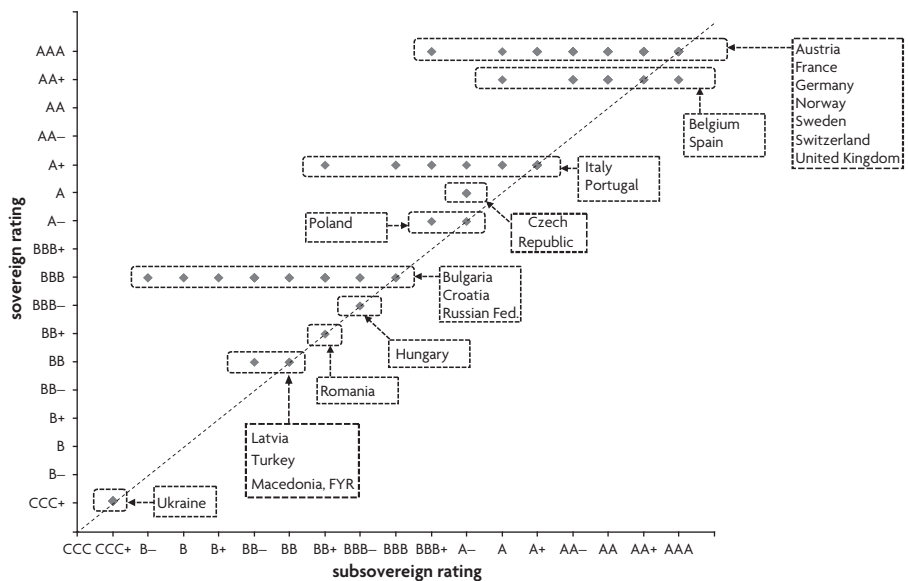 AAA
AA+
AA
AA–
A+
A
A–
BBB+
BBB
BBB–
BB+
BB
BB–
B+
B
B–
CCC+
sovereign rating
Austria
France
Germany
Norway
Sweden
Switzerland
United Kingdom
Belgium
Spain
Italy
Portugal
Czech
Republic
Poland
Bulgaria
Croatia
Russian Fed.
Hungary
Romania
Latvia
Turkey
Macedonia, FYR
Ukraine
CCC CCC+ B– B B+ BB– BB BB+ BBB– BBB BBB+ A– A A+ AA– AA AA+ AAA
subsovereign rating